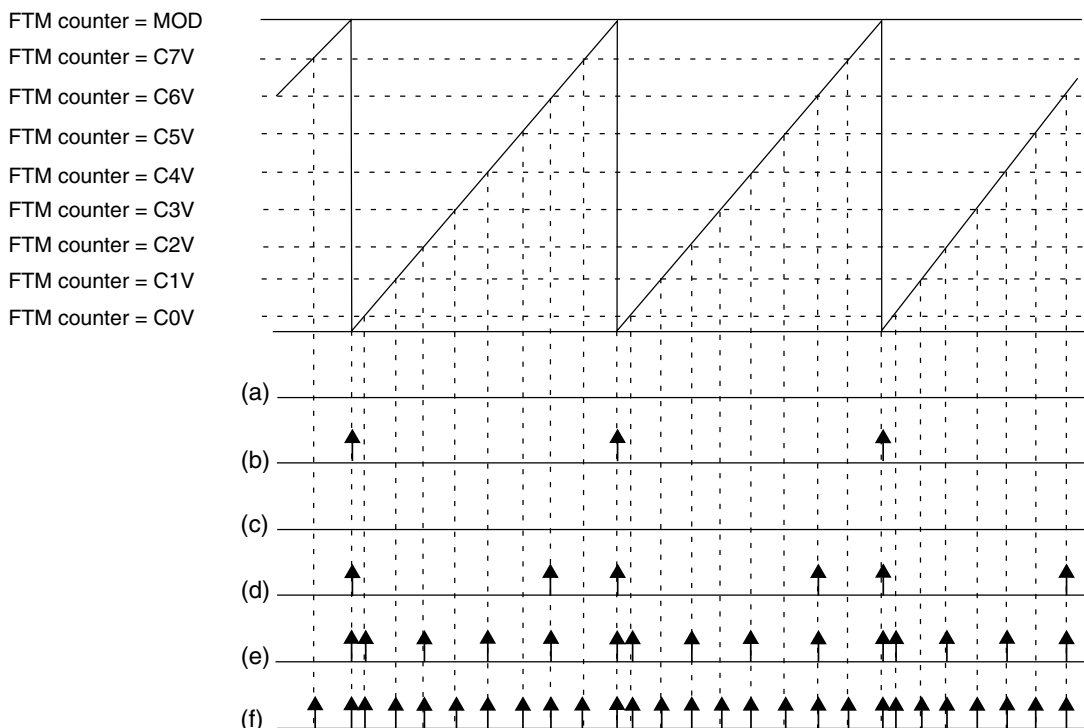 FTM counter = MOD
FTM counter = C7V
FTM counter = C6V
FTM counter = C5V
FTM counter = C4V
FTM counter = C3V
FTM counter = C2V
FTM counter = C1V
FTM counter = C0V
(a)
(b)
(c)
(d)
(e)
(f)